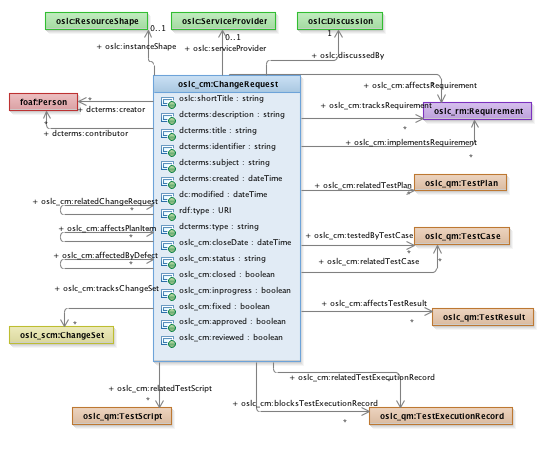 oslc:ResourceShape
oslc:ServiceProvider
oslc:Discussion
0..1
0..1
1
+ oslc:instanceShape
+ oslc:serviceProvider
+ oslc:discussedBy
oslc_cm:ChangeRequest
oslc:shortTitle : string
dcterms:description : string
dcterms:title : string
dcterms:identifier : string
dcterms:subject : string
dcterms:created : dateTime
dc:modified : dateTime
rdf:type : URI
dcterms:type : string
oslc_cm:closeDate : dateTime
oslc_cm:status : string
oslc_cm:closed : boolean
oslc_cm:inprogress : boolean
oslc_cm:fixed : boolean
oslc_cm:approved : boolean
oslc_cm:reviewed : boolean
foaf:Person
*
+ dcterms:creator
*
+ dcterms:contributor
+ oslc_cm:relatedChangeRequest
*
+ oslc_cm:affectsPlanItem
*
+ oslc_cm:affectedByDefect
*
+ oslc_cm:tracksChangeSet
*
oslc_scm:ChangeSet
+ oslc_cm:affectsRequirement
*
+ oslc_cm:tracksRequirement
*
oslc_rm:Requirement
+ oslc_cm:implementsRequirement
*
+ oslc_cm:relatedTestPlan
*
oslc_qm:TestPlan
+ oslc_cm:testedByTestCase
*
oslc_qm:TestCase
+ oslc_cm:relatedTestCase
*
+ oslc_cm:affectsTestResult
*
oslc_qm:TestResult
+ oslc_cm:relatedTestExecutionRecord
*
+ oslc_cm:relatedTestScript
*
+ oslc_cm:blocksTestExecutionRecord
*
oslc_qm:TestScript
oslc_qm:TestExecutionRecord